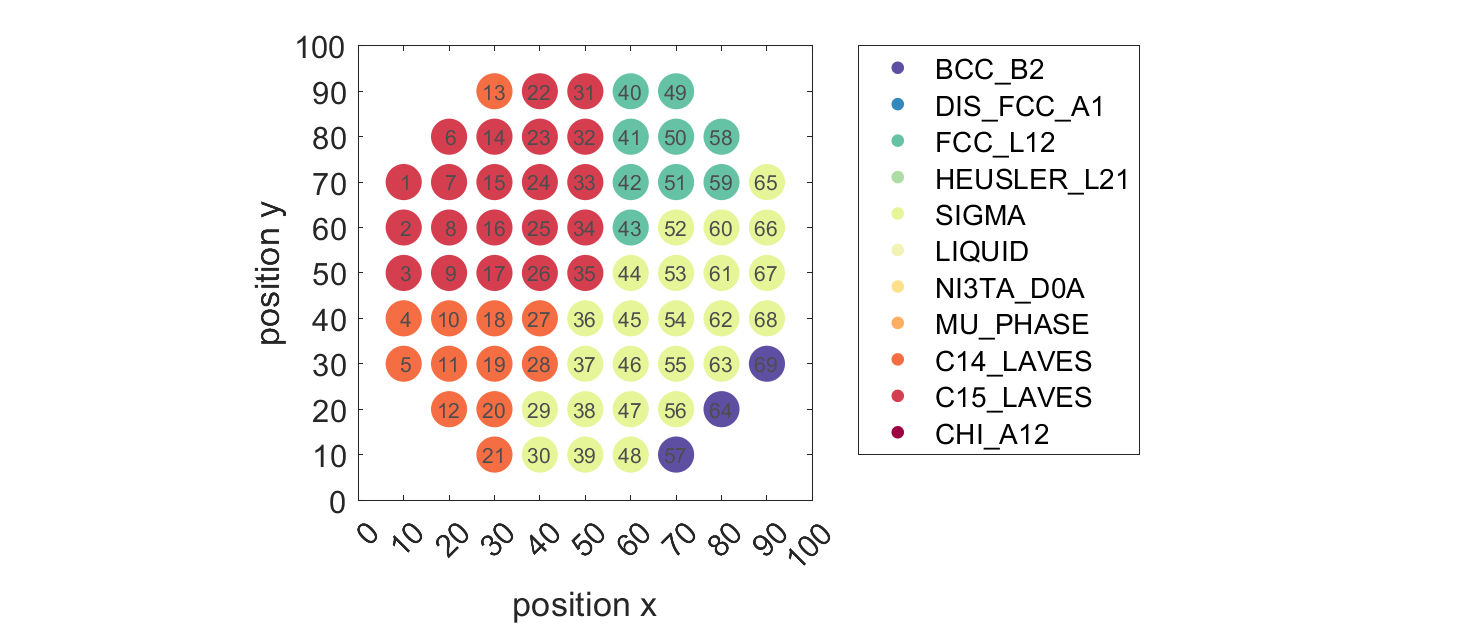 100
90
80
70
60
50
40
30
20
10
0
position y
13 22 31 40 49
6 14 23 32 41 50 58
1 7 15 24 33 42 51 59 65
2 8 16 25 34 43 52 60 66
3 9 17 26 35 44 53 61 67
4 10 18 27 36 45 54 62 68
5 11 19 28 37 46 55 63 69
12 20 29 38 47 56 64
21 30 39 48 57
0 10 20 30 40 50 60 70 80 90 100
position x
BCC_B2
DIS_FCC_A1
FCC_L12
HEUSLER_L21
SIGMA
LIQUID
NI3TA_D0A
MU_PHASE
C14_LAVES
C15_LAVES
CHI_A12